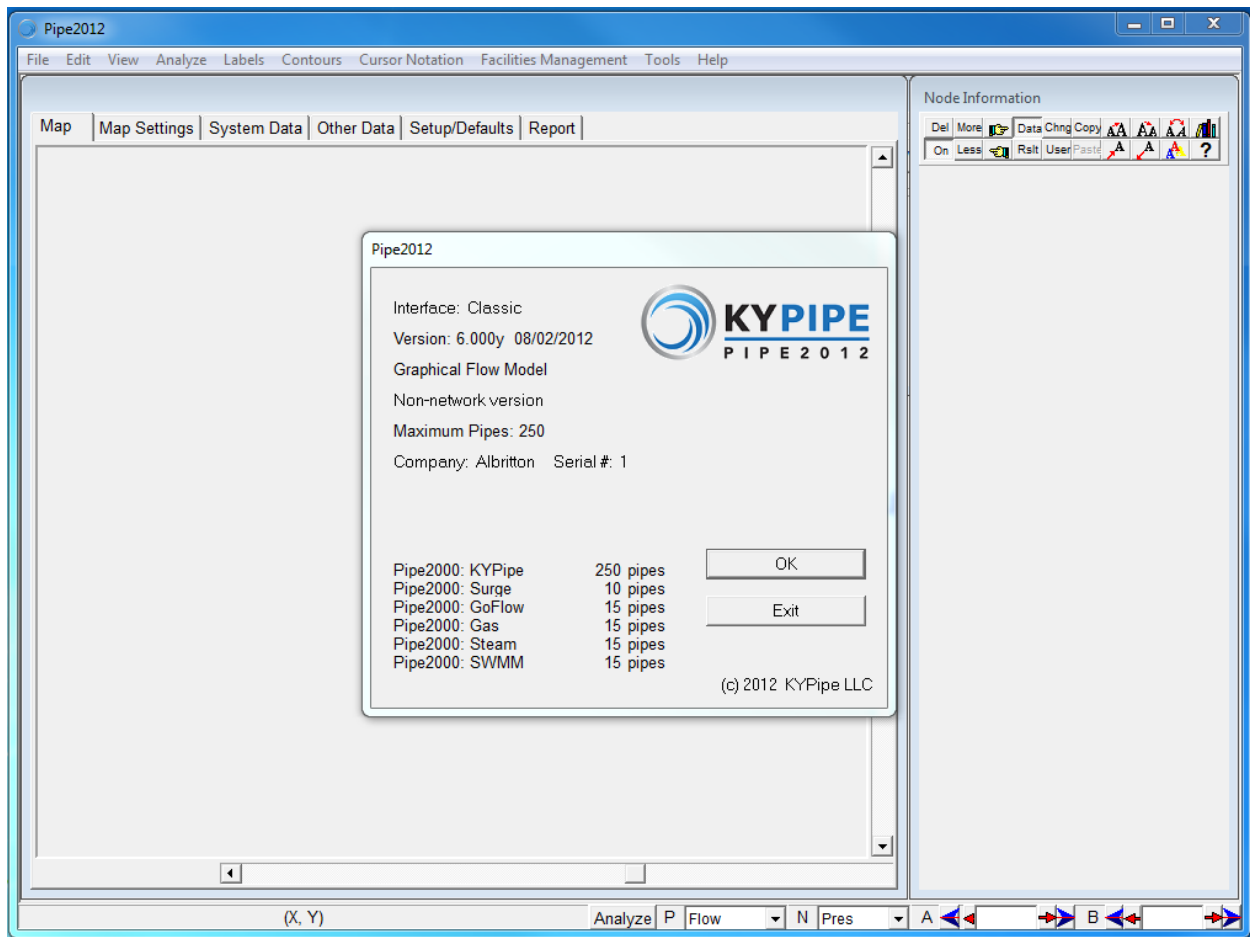 Pipe2012
File Edit View Analyze Labels Contours Cursor Notation Facilities Management Tools Help
Node Information
Map Map Settings System Data Other Data Setup/Defaults Report
Del More Data Chng Copy
On Less Rslt User Paste ?
Pipe2012
Interface: Classic
Version: 6.000y 08/02/2012
Graphical Flow Model
Non-network version
Maximum Pipes: 250
Company: Albritton Serial #: 1
KYPIPE
PIPE2012
Pipe2000: KYPipe 250 pipes
Pipe2000: Surge 10 pipes
Pipe2000: GoFlow 15 pipes
Pipe2000: Gas 15 pipes
Pipe2000: Steam 15 pipes
Pipe2000: SWMM 15 pipes
OK
Exit
(c) 2012 KYPipe LLC
(X, Y) Analyze P Flow N Pres A B